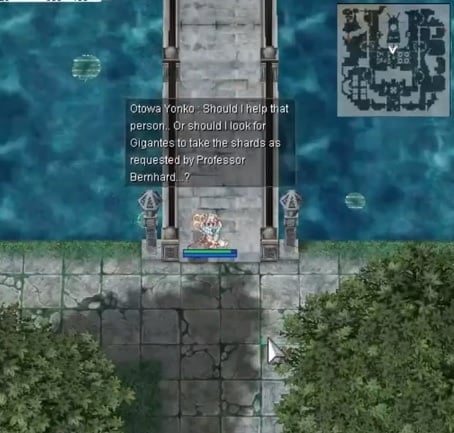 Otowa Yonko : Should I help that
person.. Or should I look for
Gigantes to take the shards as
requested by Professor
Bernhard...?